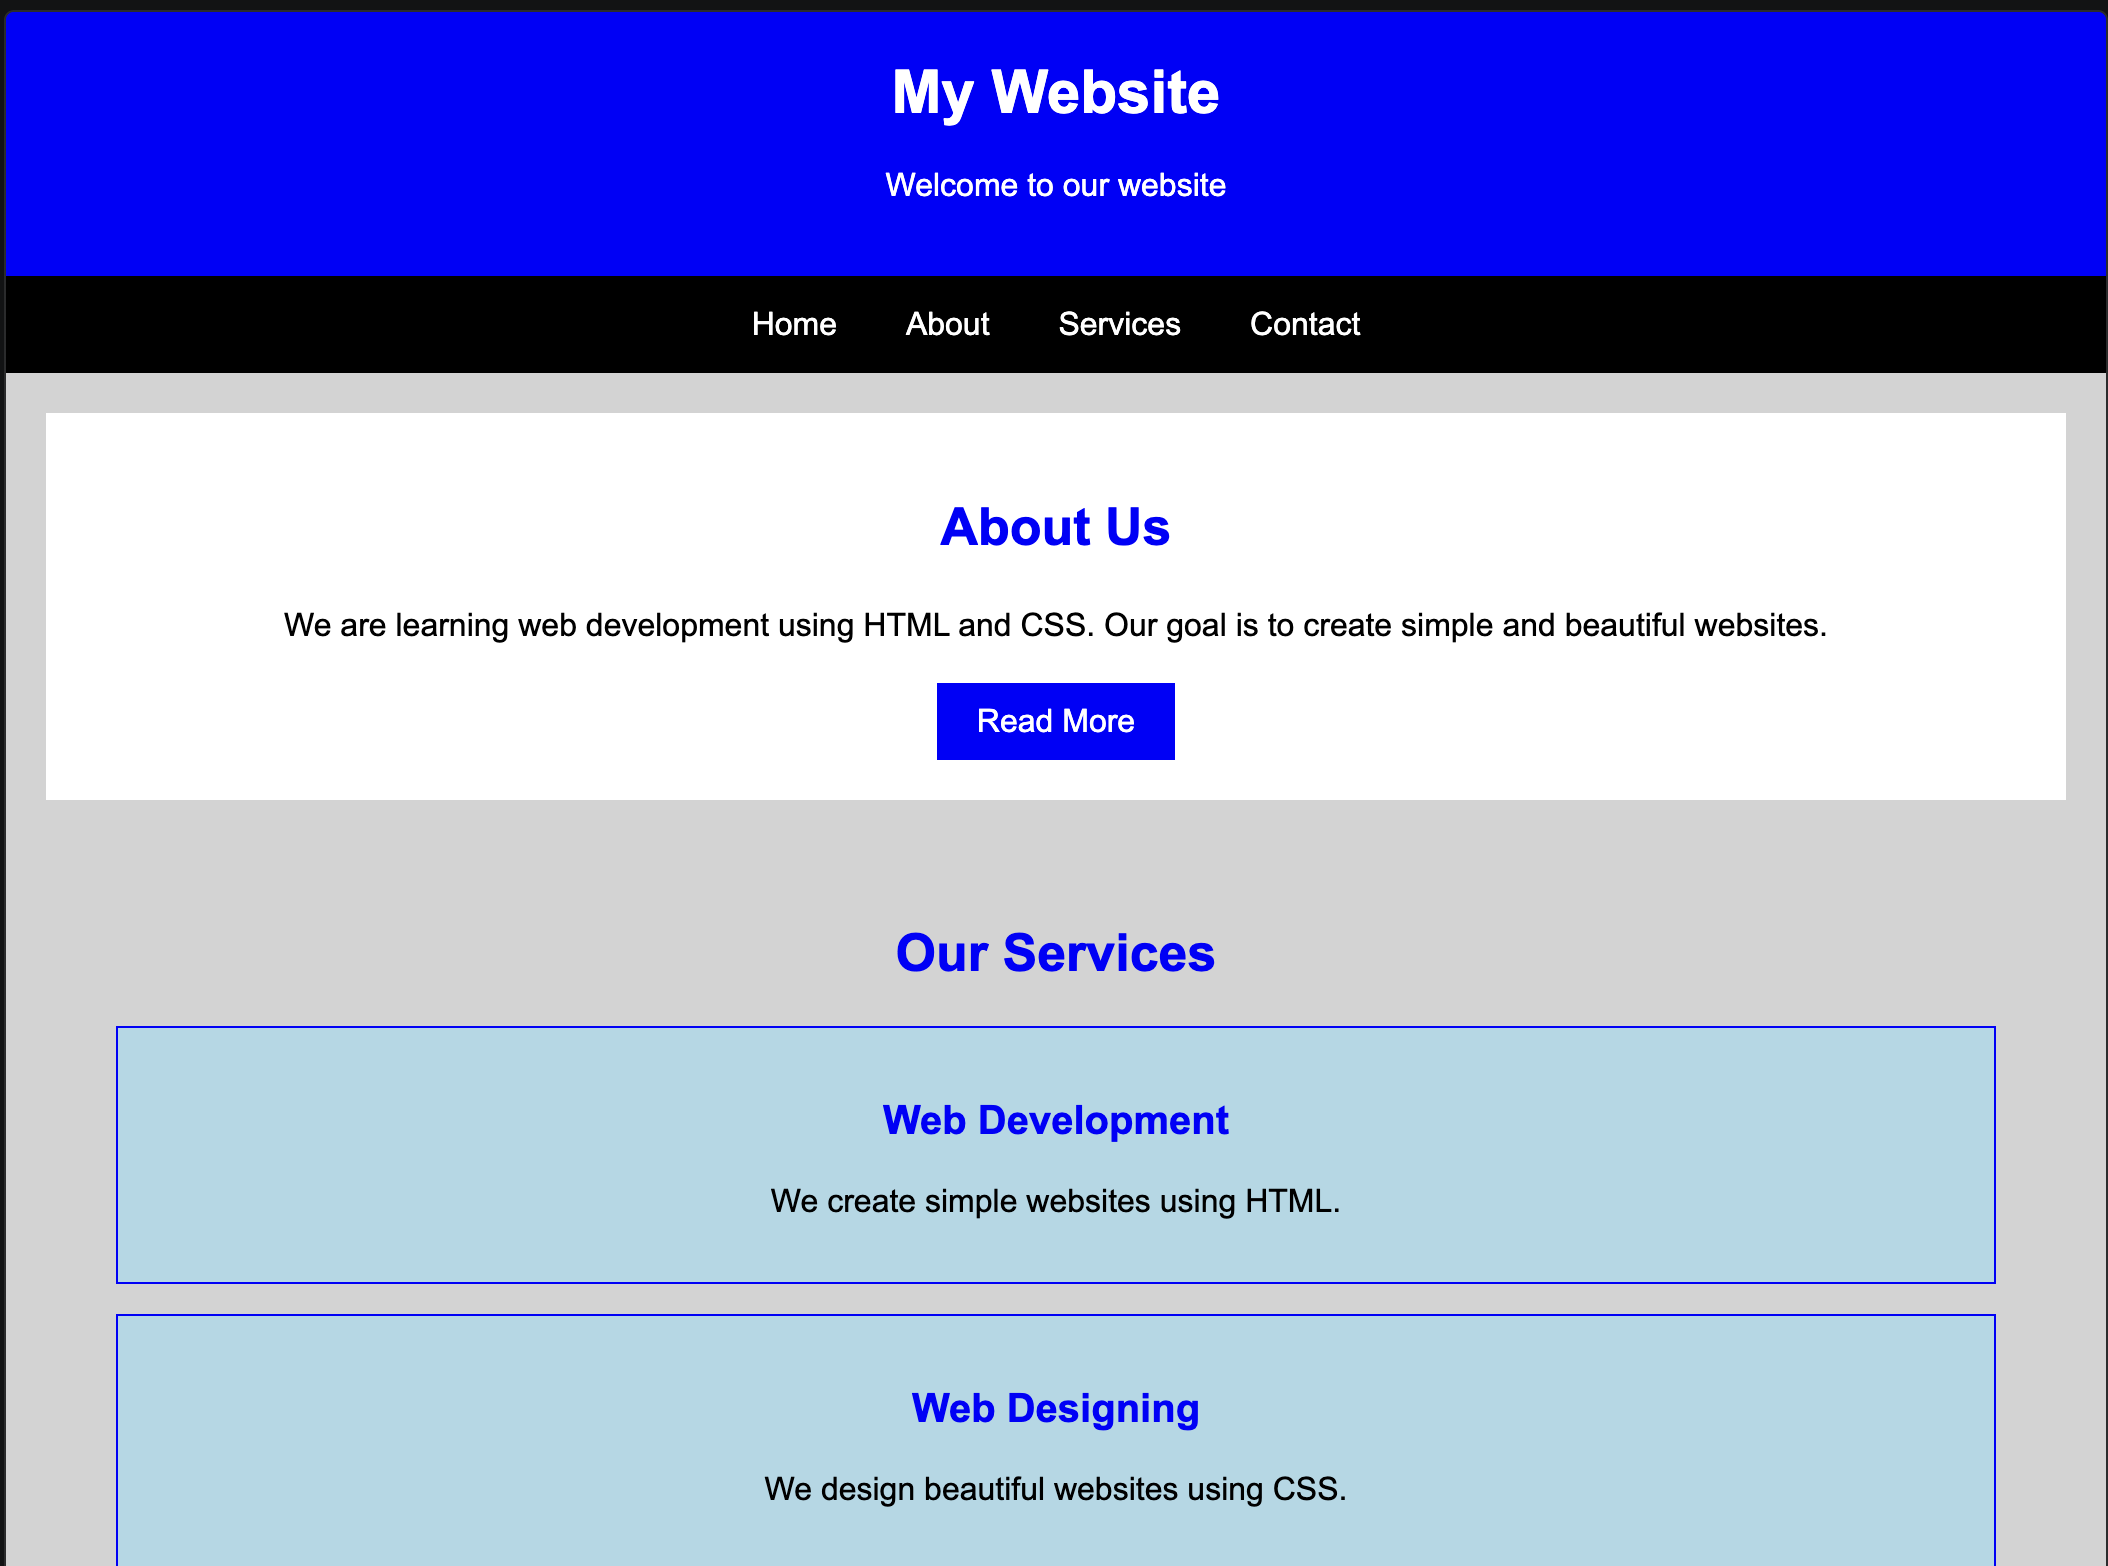 My Website
Welcome to our website
Home About Services Contact
About Us
We are learning web development using HTML and CSS. Our goal is to create simple and beautiful websites.
Read More
Our Services
Web Development
We create simple websites using HTML.
Web Designing
We design beautiful websites using CSS.